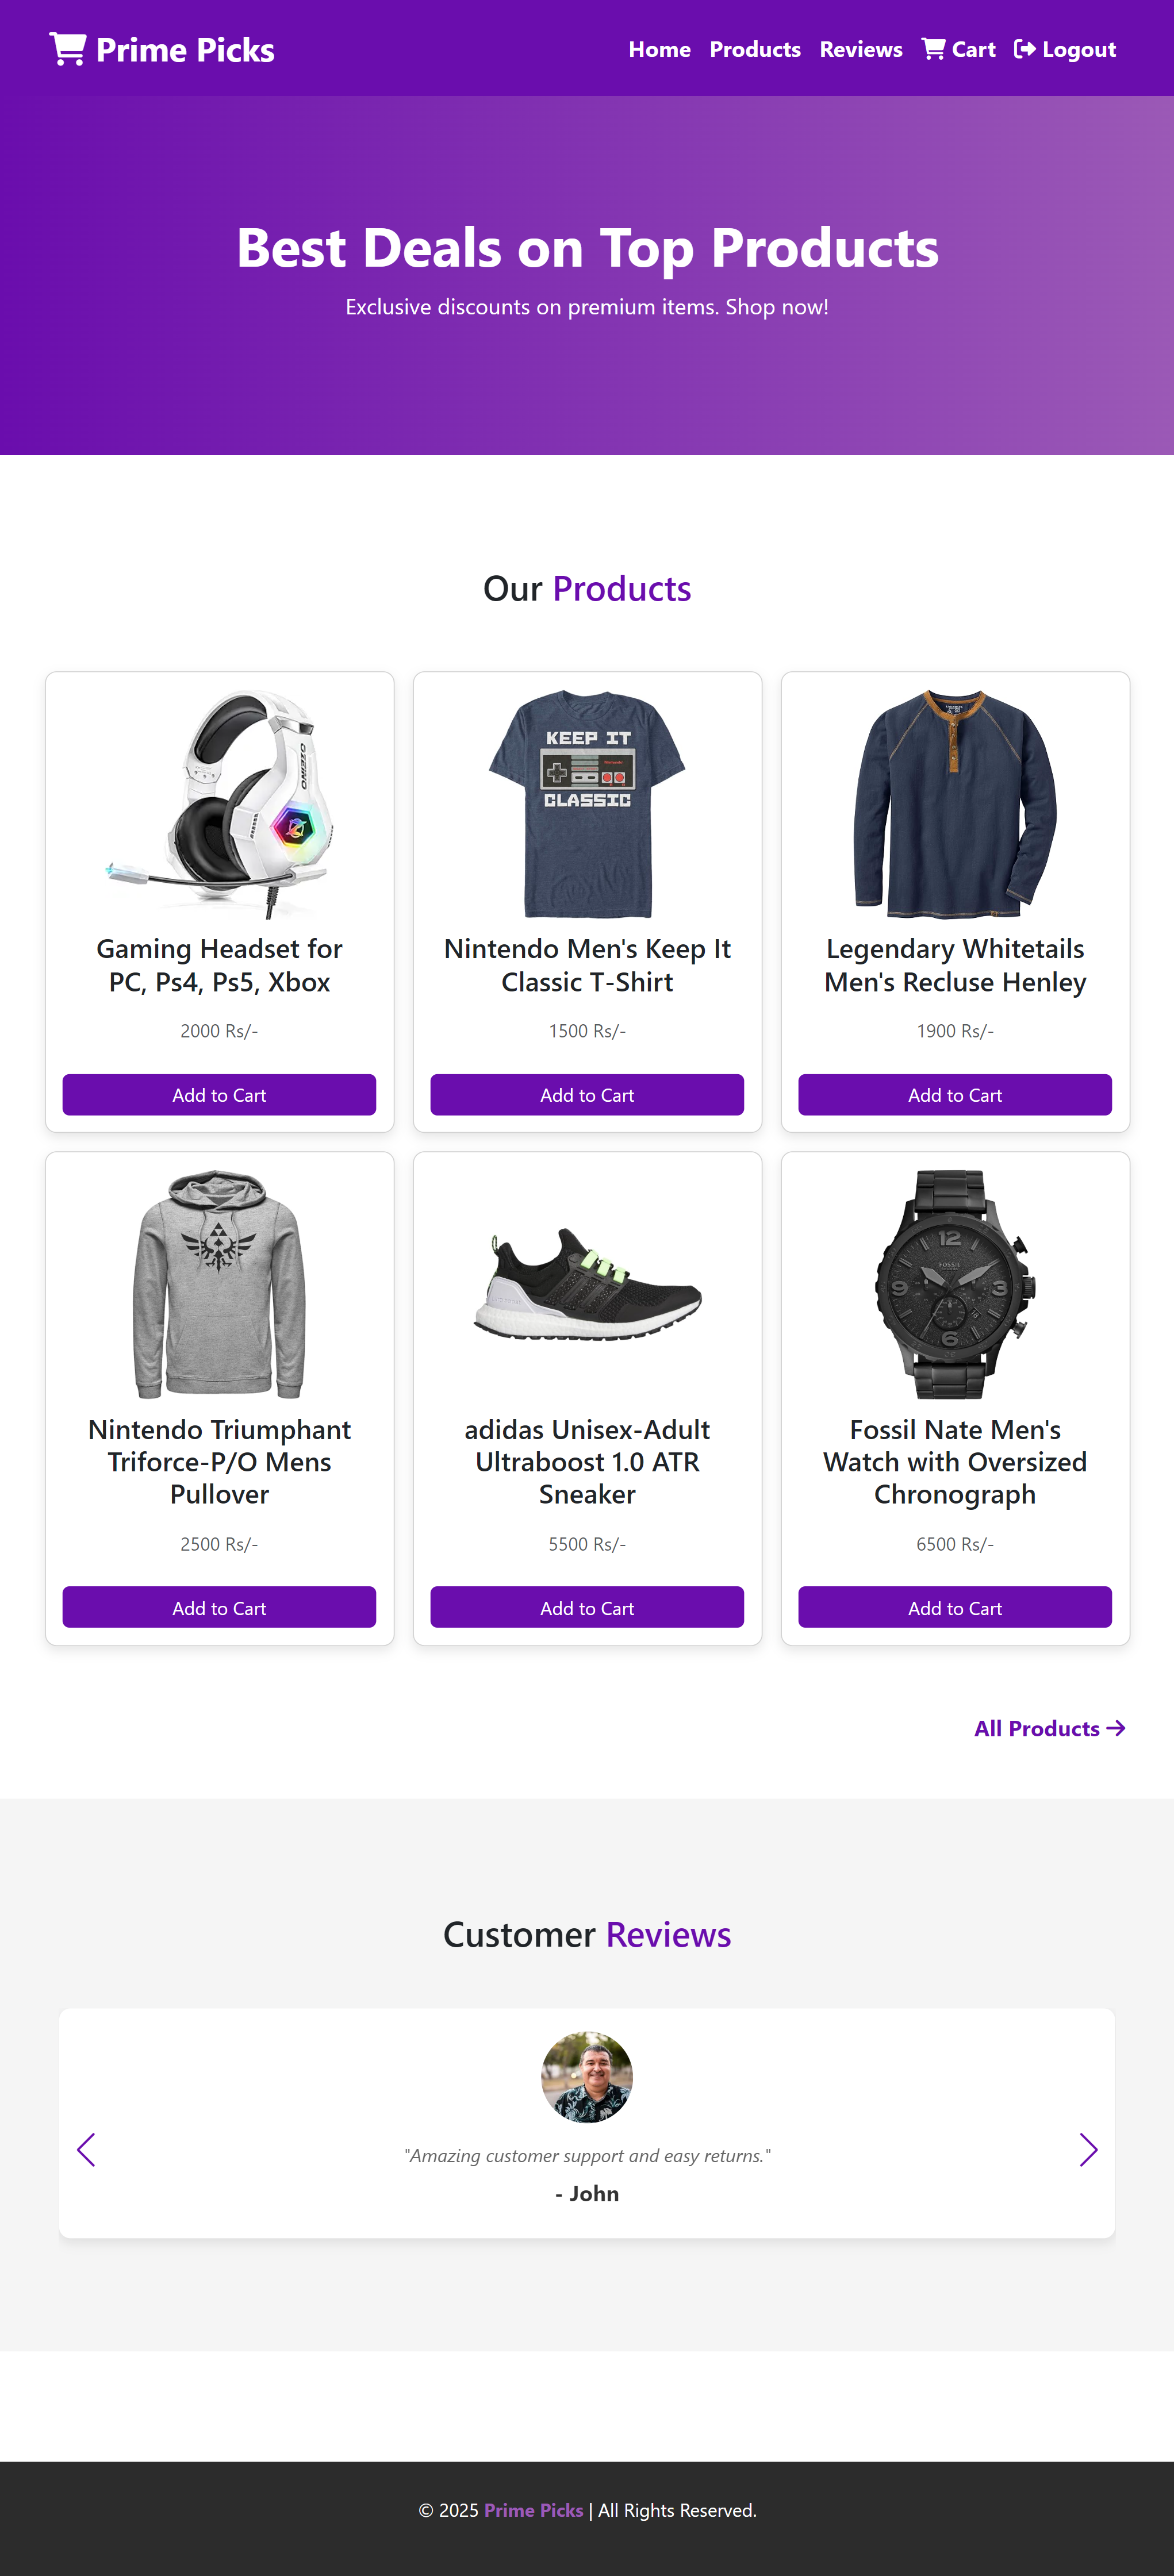 Prime Picks
Home Products Reviews Cart Logout
Best Deals on Top Products
Exclusive discounts on premium items. Shop now!
Our Products
OZEINO
KEEP IT
Nintendo
CLASSIC
Gaming Headset for
PC, Ps4, Ps5, Xbox
2000 Rs/-
Add to Cart
Nintendo Men's Keep It
Classic T-Shirt
1500 Rs/-
Add to Cart
Legendary Whitetails
Men's Recluse Henley
1900 Rs/-
Add to Cart
12
FOSSIL
9
3
6
Nintendo Triumphant
Triforce-P/O Mens
Pullover
2500 Rs/-
Add to Cart
adidas Unisex-Adult
Ultraboost 1.0 ATR
Sneaker
5500 Rs/-
Add to Cart
Fossil Nate Men's
Watch with Oversized
Chronograph
6500 Rs/-
Add to Cart
All Products
Customer Reviews
"Amazing customer support and easy returns."
- John
© 2025 Prime Picks | All Rights Reserved.